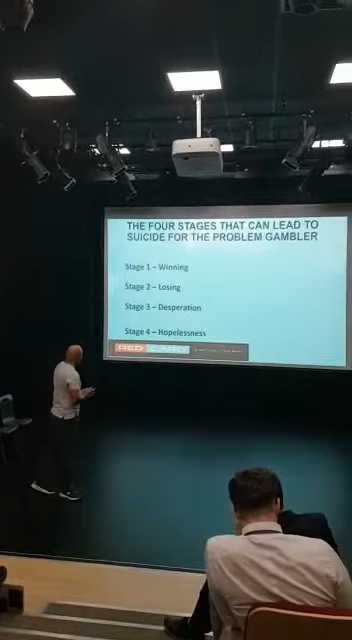 THE FOUR STAGES THAT CAN LEAD TO
SUICIDE FOR THE PROBLEM GAMBLER
Stage 1 – Winning
Stage 2 – Losing
Stage 3 – Desperation
Stage 4 – Hopelessness
RED CARD